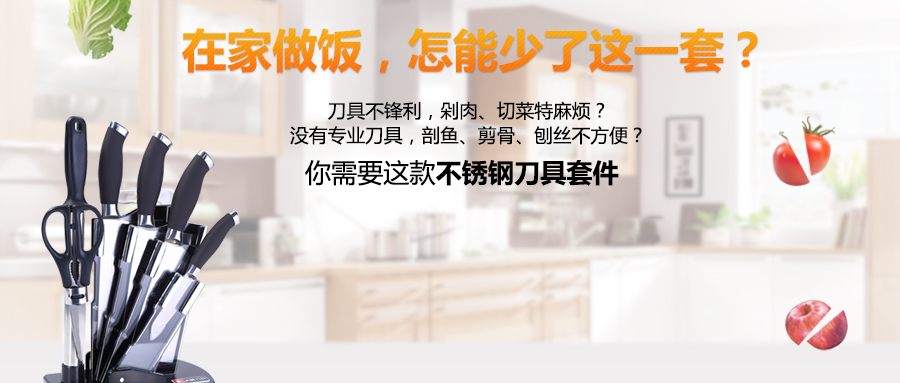 在家做饭，怎能少了这一套？
刀具不锋利，剁肉、切菜特麻烦？
没有专业刀具，剖鱼、剪骨、刨丝不方便？
你需要这款不锈钢刀具套件